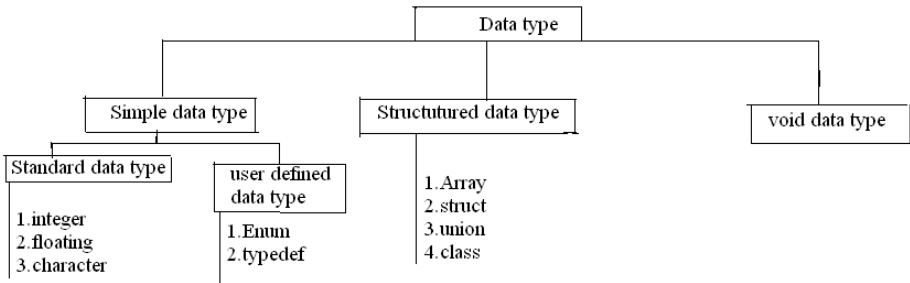 Data type
Simple data type
Structutured data type
void data type
Standard data type
user defined
data type
1.integer
2.floating
3.character
1.Enum
2.typedef
1.Array
2.struct
3.union
4.class